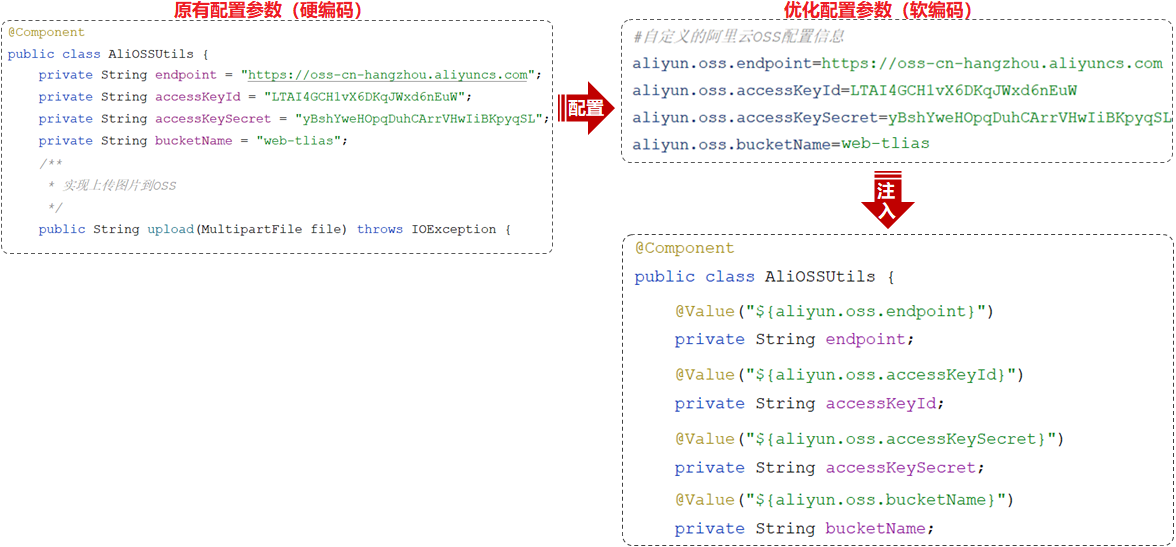 原有配置参数（硬编码）
@Component
public class AliOSSUtils {
private String endpoint = "https://oss-cn-hangzhou.aliyuncs.com";
private String accessKeyId = "LTAI4GCH1vX6DKqJWxd6nEuW";
private String accessKeySecret = "yBshYweHOpqDuhCArrVHwIiBKpyqSL";
private String bucketName = "web-tlias";
/**
* 实现上传图片到oss
*/
public String upload(MultipartFile file) throws IOException {
配置
优化配置参数（软编码）
#自定义的阿里云oss配置信息
aliyun.oss.endpoint=https://oss-cn-hangzhou.aliyuncs.com
aliyun.oss.accessKeyId=LTAI4GCH1vX6DKqJWxd6nEuW
aliyun.oss.accessKeySecret=yBshYweHOpqDuhCArrVHwIiBKpyqSL
aliyun.oss.bucketName=web-tlias
注
入
@Component
public class AliOSSUtils {
@Value("${aliyun.oss.endpoint}")
private String endpoint;
@Value("${aliyun.oss.accessKeyId}")
private String accessKeyId;
@Value("${aliyun.oss.accessKeySecret}")
private String accessKeySecret;
@Value("${aliyun.oss.bucketName}")
private String bucketName;